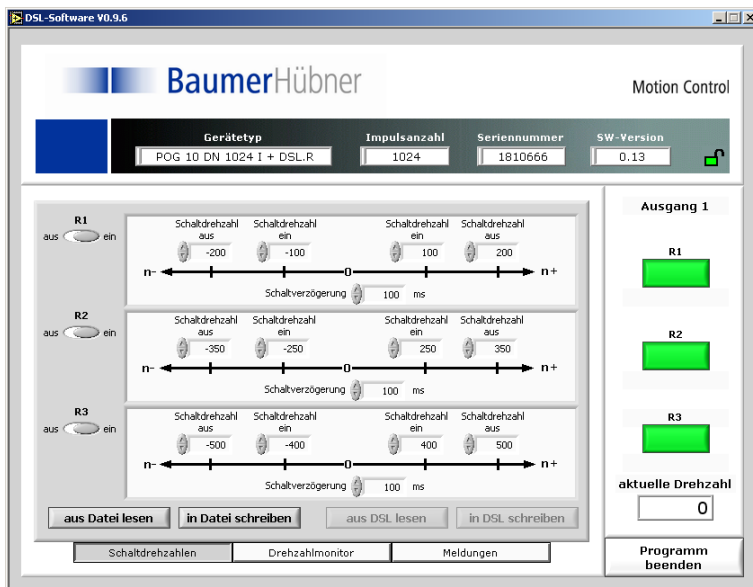 DSL-Software V0.9.6
BaumerHübner
Motion Control
Gerätetyp Impulsanzahl Seriennummer SW-Version
POG 10 DN 1024 I + DSL.R 1024 1810666 0.13
R1
aus ein
Schaltdrehzahl aus
Schaltdrehzahl ein
Schaltdrehzahl ein
Schaltdrehzahl aus
-200 -100 100 200
n- 0 n+
Schaltverzögerung 100 ms
R2
aus ein
Schaltdrehzahl aus
Schaltdrehzahl ein
Schaltdrehzahl ein
Schaltdrehzahl aus
-350 -250 250 350
n- 0 n+
Schaltverzögerung 100 ms
R3
aus ein
Schaltdrehzahl aus
Schaltdrehzahl ein
Schaltdrehzahl ein
Schaltdrehzahl aus
-500 -400 400 500
n- 0 n+
Schaltverzögerung 100 ms
aus Datei lesen in Datei schreiben aus DSL lesen in DSL schreiben
Schaltdrehzahlen Drehzahlmonitor Meldungen
Ausgang 1
R1
R2
R3
aktuelle Drehzahl
0
Programm
beenden